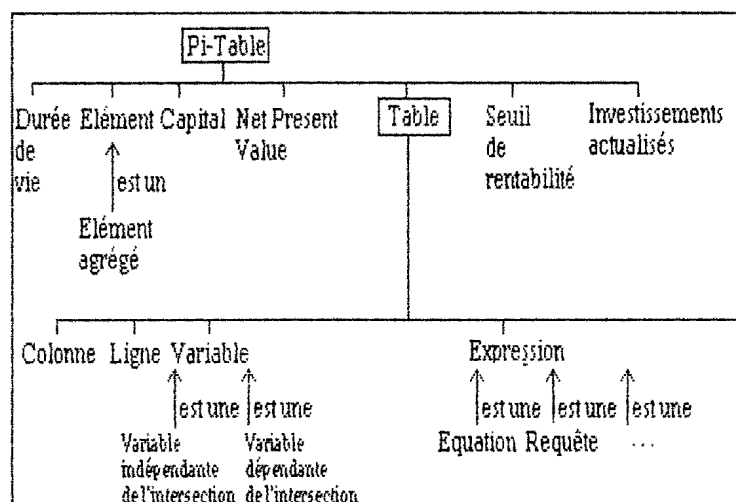 Pi-Table
Durée de vie
Elément
Capital
Net Present Value
Table
Seuil de rentabilité
Investissements actualisés
est un
Elément agrégé
Colonne
Ligne
Variable
Expression
est une
est une
est une
est une
est une
Variable indépendante de l'intersection
Variable dépendante de l'intersection
Equation
Requête
...